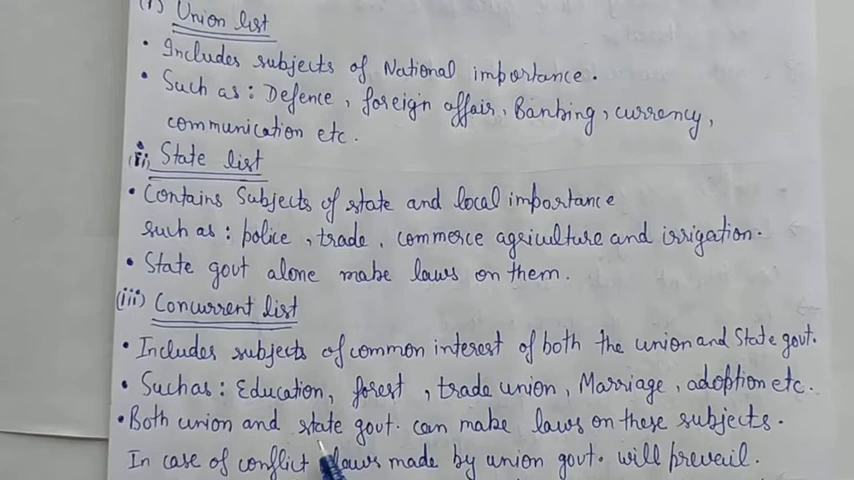 (i) Union list
• Includes subjects of National importance.
• Such as : Defence, foreign affair, Banking, currency,
communication etc.
(ii) State list
• Contains Subjects of state and local importance
such as : police, trade, commerce agriculture and irrigation.
• State govt alone make laws on them.
(iii) Concurrent list
• Includes subjects of common interest of both the union and State govt.
• Such as : Education, forest, trade union, Marriage, adoption etc.
• Both union and state govt. can make laws on these subjects.
In case of conflict laws made by union govt. will prevail.